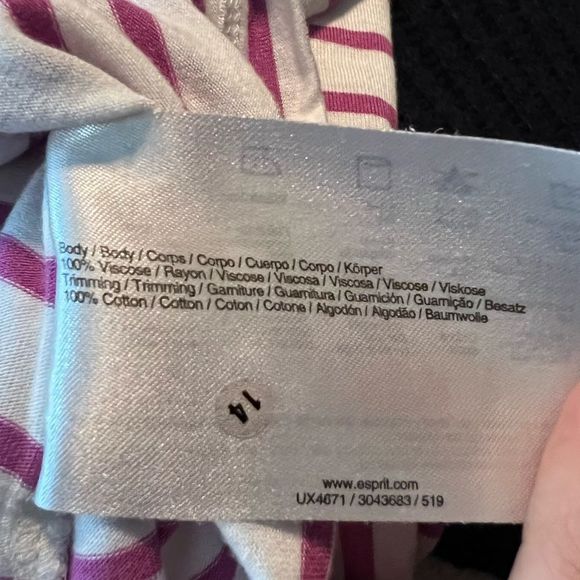 Body / Body / Corps / Corpo / Cuerpo / Corpo / Körper
100% Viscose / Rayon / Viscose / Viscosa / Viscosa / Viscose / Viskose
Trimming / Trimming / Garniture / Guarnitura / Guarnición / Guarnição / Besatz
100% Cotton / Cotton / Coton / Cotone / Algodón / Algodão / Baumwolle
14
www.esprit.com
UX4671 / 3043683 / 519